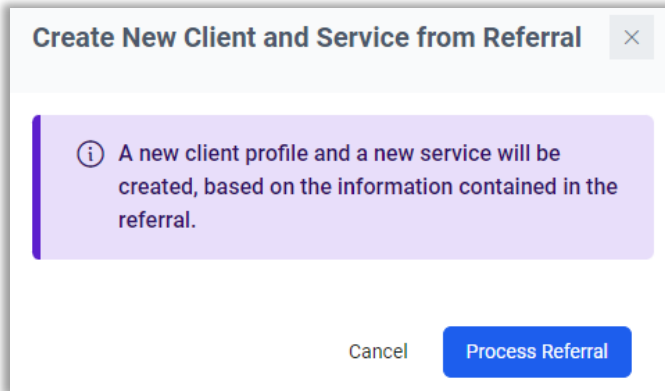 Create New Client and Service from Referral
A new client profile and a new service will be
created, based on the information contained in the
referral.
Cancel
Process Referral